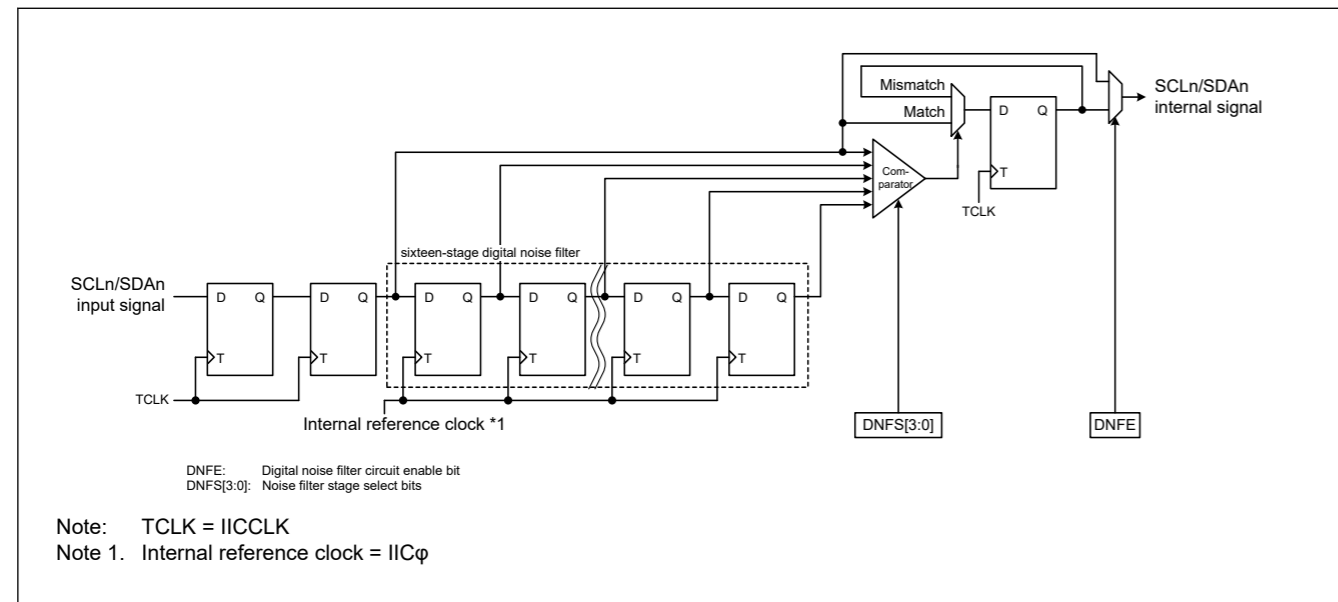 Mismatch
Match
SCLn/SDAn
internal signal
D Q
T
TCLK
Com-
parator
sixteen-stage digital noise filter
SCLn/SDAn
input signal
D Q
T
D Q
T
D Q
T
D Q
T
D Q
T
D Q
T
TCLK
Internal reference clock *1
DNFS[3:0]
DNFE
DNFE: Digital noise filter circuit enable bit
DNFS[3:0]: Noise filter stage select bits
Note: TCLK = IICCLK
Note 1. Internal reference clock = IICφ